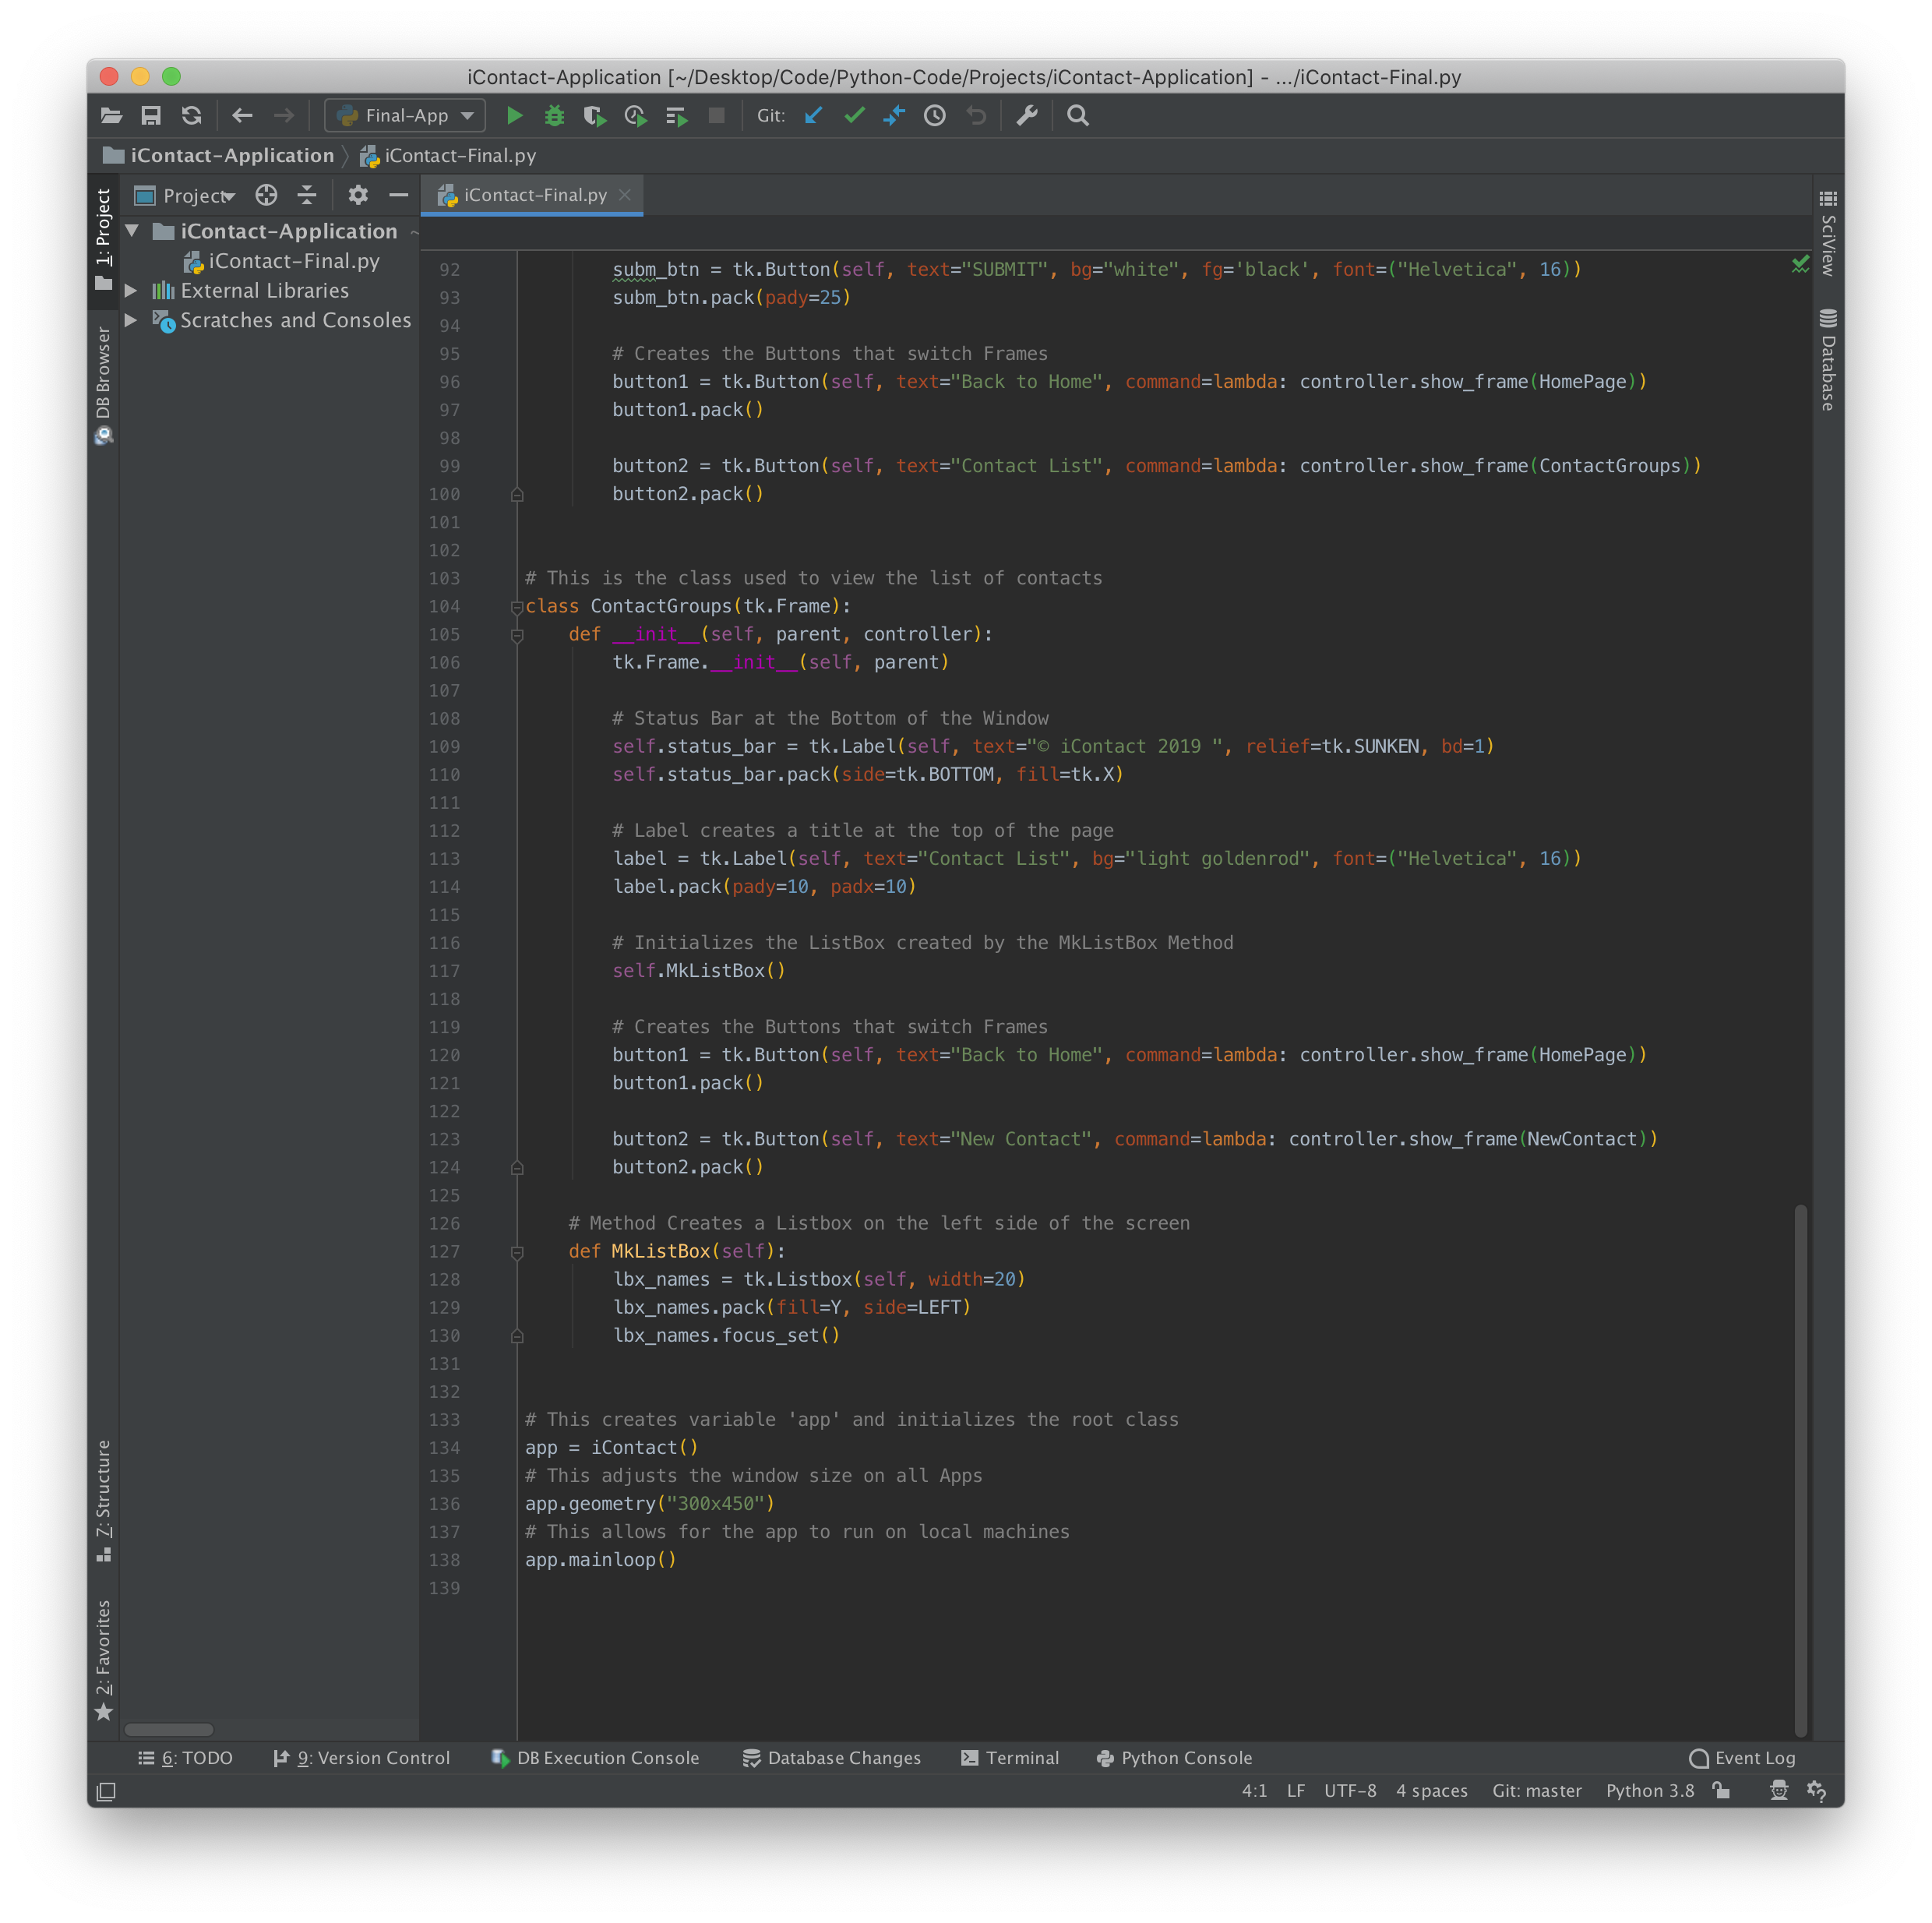 iContact-Application [~/Desktop/Code/Python-Code/Projects/iContact-Application] - .../iContact-Final.py
Final-App
Git:
iContact-Application
iContact-Final.py
1: Project
DB Browser
7: Structure
2: Favorites
Project
iContact-Application ~
iContact-Final.py
External Libraries
Scratches and Consoles
iContact-Final.py
92 subm_btn = tk.Button(self, text="SUBMIT", bg="white", fg='black', font=("Helvetica", 16))
93 subm_btn.pack(pady=25)
94
95 # Creates the Buttons that switch Frames
96 button1 = tk.Button(self, text="Back to Home", command=lambda: controller.show_frame(HomePage))
97 button1.pack()
98
99 button2 = tk.Button(self, text="Contact List", command=lambda: controller.show_frame(ContactGroups))
100 button2.pack()
101
102
103 # This is the class used to view the list of contacts
104 class ContactGroups(tk.Frame):
105 def __init__(self, parent, controller):
106 tk.Frame.__init__(self, parent)
107
108 # Status Bar at the Bottom of the Window
109 self.status_bar = tk.Label(self, text="© iContact 2019 ", relief=tk.SUNKEN, bd=1)
110 self.status_bar.pack(side=tk.BOTTOM, fill=tk.X)
111
112 # Label creates a title at the top of the page
113 label = tk.Label(self, text="Contact List", bg="light goldenrod", font=("Helvetica", 16))
114 label.pack(pady=10, padx=10)
115
116 # Initializes the ListBox created by the MkListBox Method
117 self.MkListBox()
118
119 # Creates the Buttons that switch Frames
120 button1 = tk.Button(self, text="Back to Home", command=lambda: controller.show_frame(HomePage))
121 button1.pack()
122
123 button2 = tk.Button(self, text="New Contact", command=lambda: controller.show_frame(NewContact))
124 button2.pack()
125
126 # Method Creates a Listbox on the left side of the screen
127 def MkListBox(self):
128 lbx_names = tk.Listbox(self, width=20)
129 lbx_names.pack(fill=Y, side=LEFT)
130 lbx_names.focus_set()
131
132
133 # This creates variable 'app' and initializes the root class
134 app = iContact()
135 # This adjusts the window size on all Apps
136 app.geometry("300x450")
137 # This allows for the app to run on local machines
138 app.mainloop()
139
SciView
Database
6: TODO
9: Version Control
DB Execution Console
Database Changes
Terminal
Python Console
Event Log
4:1 LF UTF-8 4 spaces Git: master Python 3.8